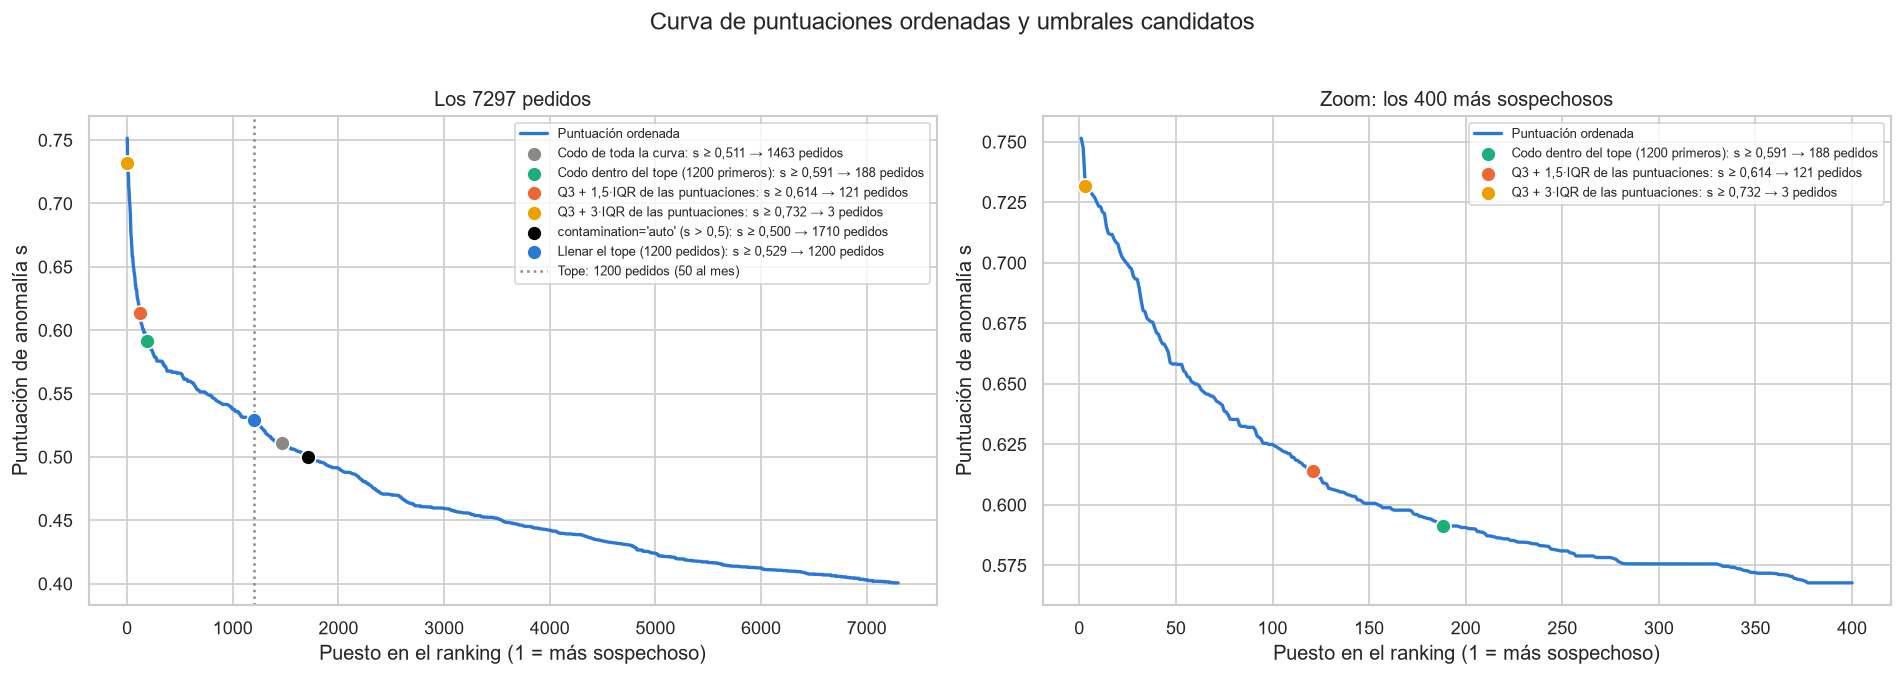 Curva de puntuaciones ordenadas y umbrales candidatos
Los 7297 pedidos
Puntuación de anomalía s
0.75
0.70
0.65
0.60
0.55
0.50
0.45
0.40
Puntuación ordenada
Codo de toda la curva: s ≥ 0,511 → 1463 pedidos
Codo dentro del tope (1200 primeros): s ≥ 0,591 → 188 pedidos
Q3 + 1,5·IQR de las puntuaciones: s ≥ 0,614 → 121 pedidos
Q3 + 3·IQR de las puntuaciones: s ≥ 0,732 → 3 pedidos
contamination='auto' (s > 0,5): s ≥ 0,500 → 1710 pedidos
Llenar el tope (1200 pedidos): s ≥ 0,529 → 1200 pedidos
Tope: 1200 pedidos (50 al mes)
0 1000 2000 3000 4000 5000 6000 7000
Puesto en el ranking (1 = más sospechoso)
Zoom: los 400 más sospechosos
Puntuación de anomalía s
0.750
0.725
0.700
0.675
0.650
0.625
0.600
0.575
Puntuación ordenada
Codo dentro del tope (1200 primeros): s ≥ 0,591 → 188 pedidos
Q3 + 1,5·IQR de las puntuaciones: s ≥ 0,614 → 121 pedidos
Q3 + 3·IQR de las puntuaciones: s ≥ 0,732 → 3 pedidos
0 50 100 150 200 250 300 350 400
Puesto en el ranking (1 = más sospechoso)